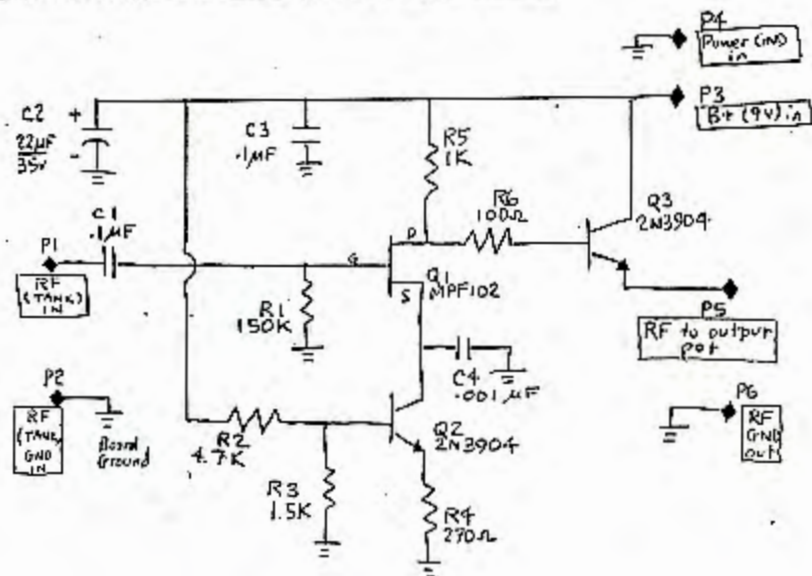 P4
Power GND
in
P3
B+ (9V) in
C2
+
22µF
35V
-
C3
.1µF
R5
1K
R6
100Ω
Q3
2N3904
C1
.1µF
P1
RF
(TANK)
IN
D
G
S
Q1
MPF102
R1
150K
P5
RF to output
pot
P2
RF
(TANK)
GND
IN
Board
Ground
C4
.001µF
P6
RF
GND
out
R2
4.7K
Q2
2N3904
R3
1.5K
R4
270Ω